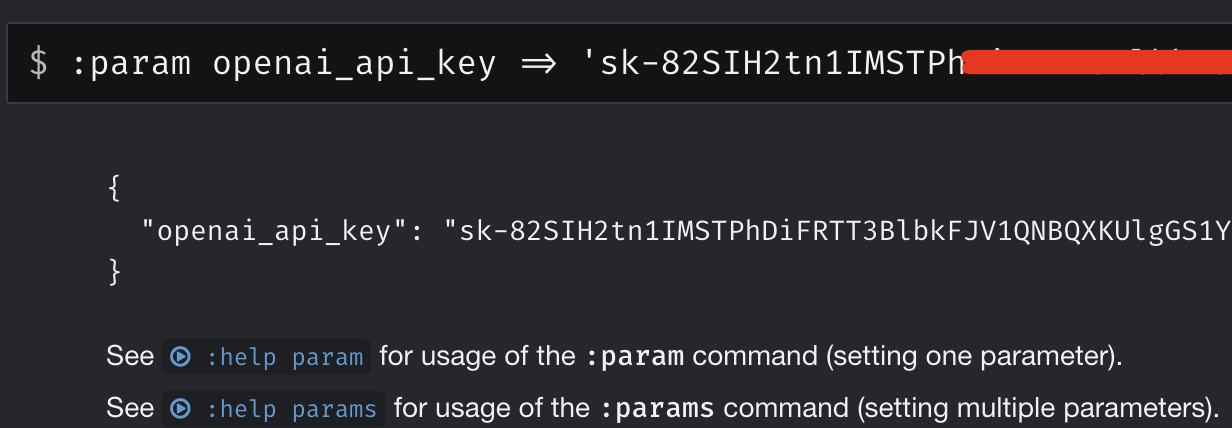 $ :param openai_api_key => 'sk-82SIH2tn1IMSTPh
{
"openai_api_key": "sk-82SIH2tn1IMSTPhDiFRTT3BlbkFJV1QNBQXKUlgGS1Y
}
See :help param for usage of the :param command (setting one parameter).
See :help params for usage of the :params command (setting multiple parameters).